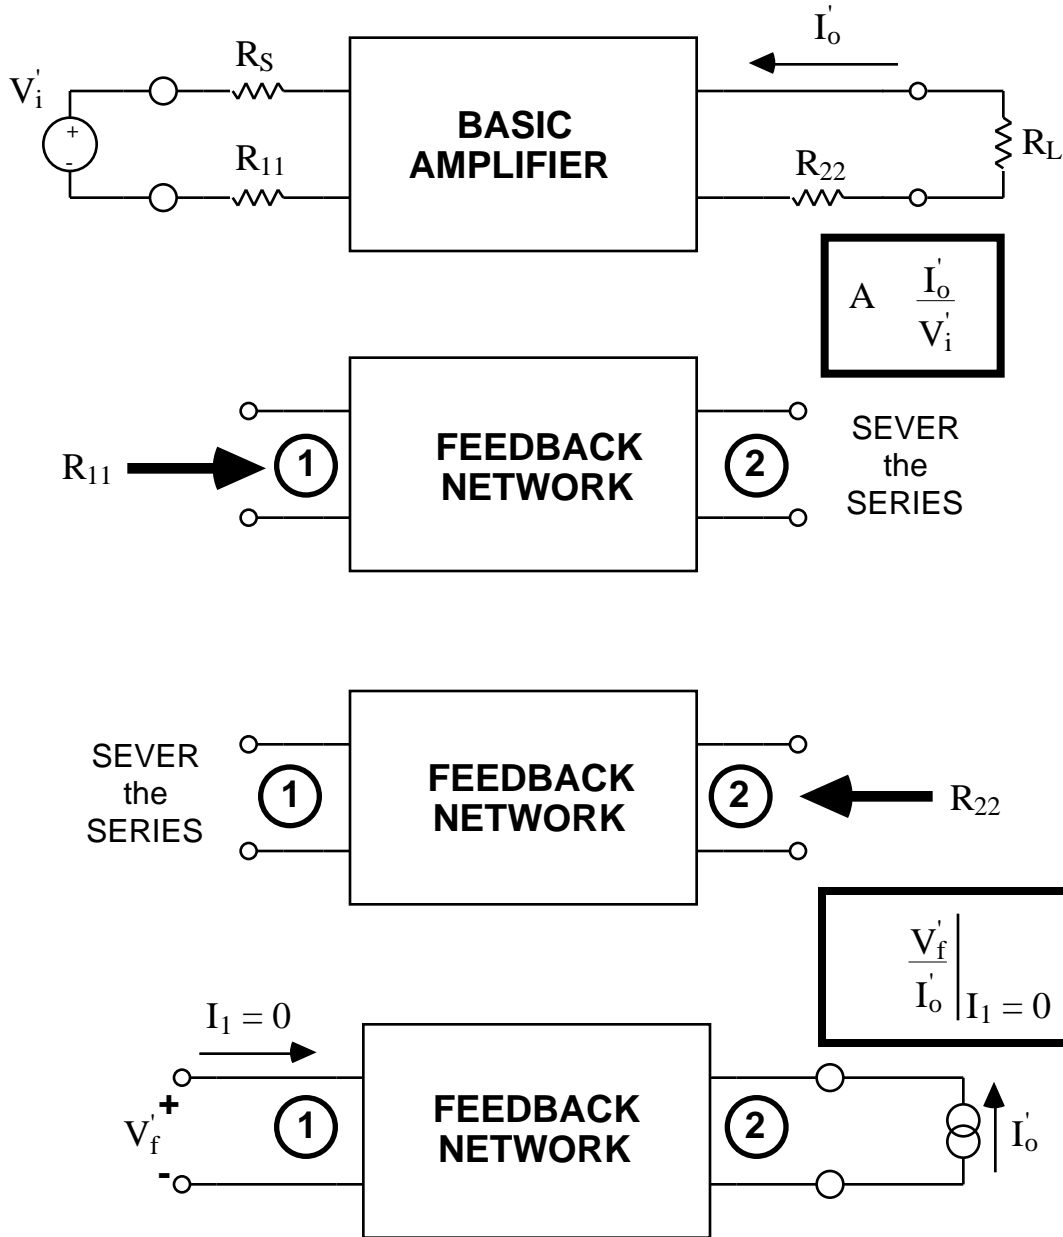 I'o
V'i
+
-
RS
R11
BASIC
AMPLIFIER
R22
RL
A I'o
V'i
R11
1
FEEDBACK
NETWORK
2
SEVER
the
SERIES
SEVER
the
SERIES
1
FEEDBACK
NETWORK
2
R22
V'f
I'o I1 = 0
I1 = 0
+
V'f
-
1
FEEDBACK
NETWORK
2
I'o